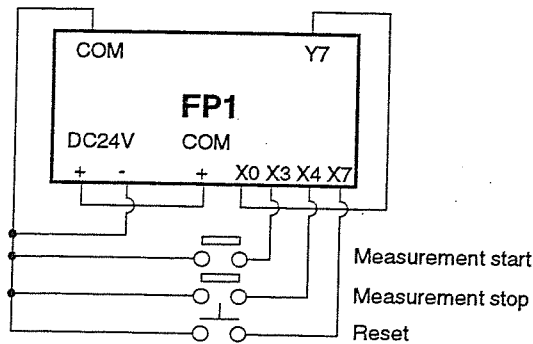 COM Y7
FP1
DC24V COM
+ - + X0 X3 X4 X7
Measurement start
Measurement stop
Reset